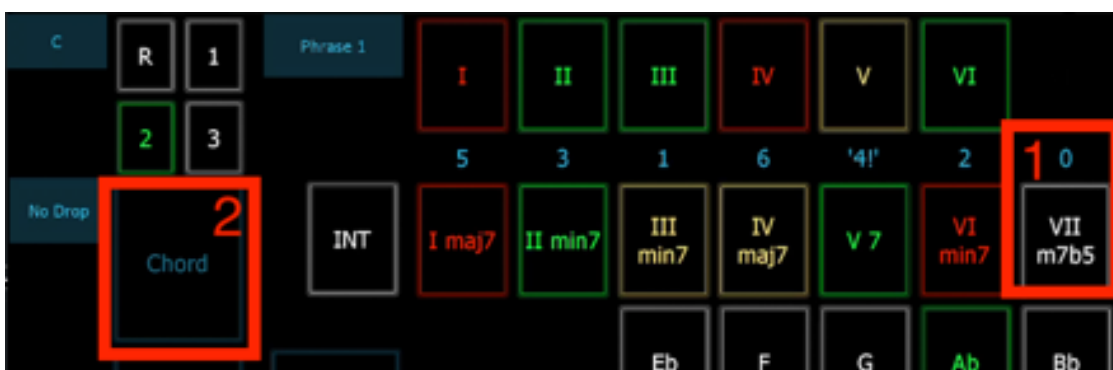 C R 1 Phrase 1
I II III IV V VI
2 3
5 3 1 6 '4!' 2 1 0
No Drop 2
Chord
INT I maj7 II min7 III min7 IV maj7 V 7 VI min7 VII m7b5
Eb F G Ab Bb